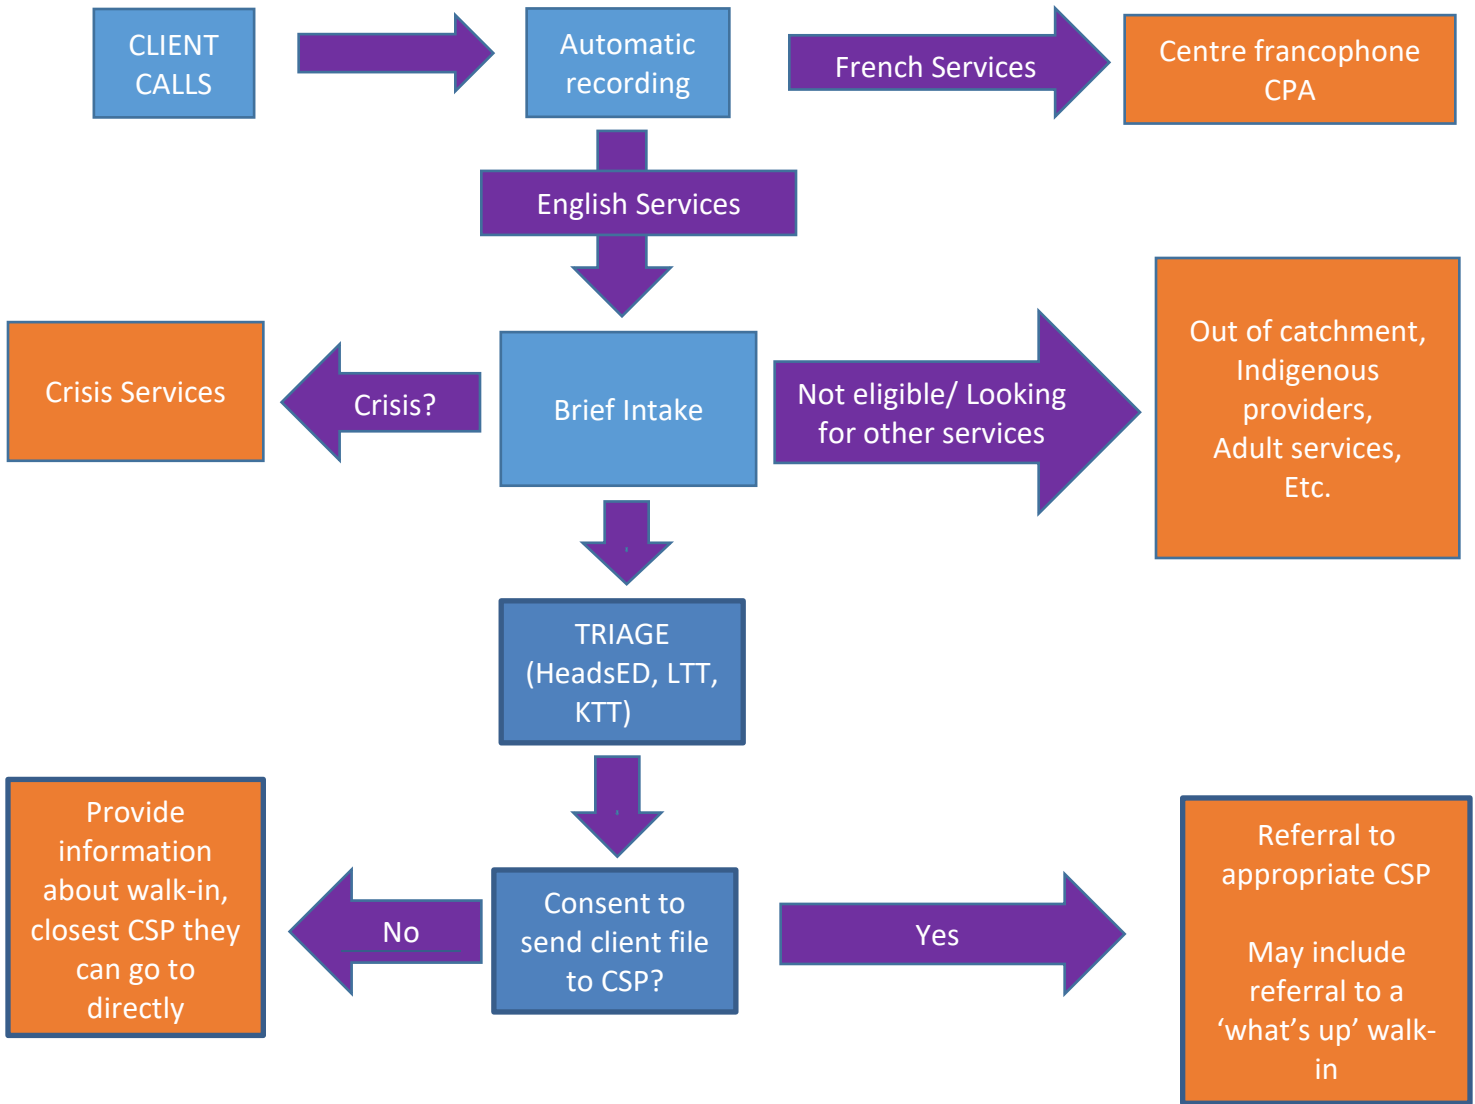 CLIENT
CALLS
Automatic
recording
French Services
Centre francophone
CPA
English Services
Crisis Services
Crisis?
Brief Intake
Not eligible/ Looking
for other services
Out of catchment,
Indigenous
providers,
Adult services,
Etc.
TRIAGE
(HeadsED, LTT,
KTT)
Provide
information
about walk-in,
closest CSP they
can go to
directly
No
Consent to
send client file
to CSP?
Yes
Referral to
appropriate CSP
May include
referral to a
‘what’s up’ walk-
in